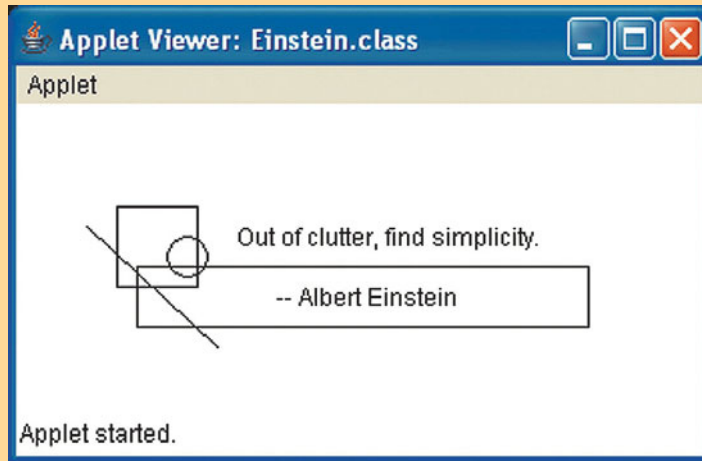 Applet Viewer: Einstein.class
Applet
Out of clutter, find simplicity.
-- Albert Einstein
Applet started.